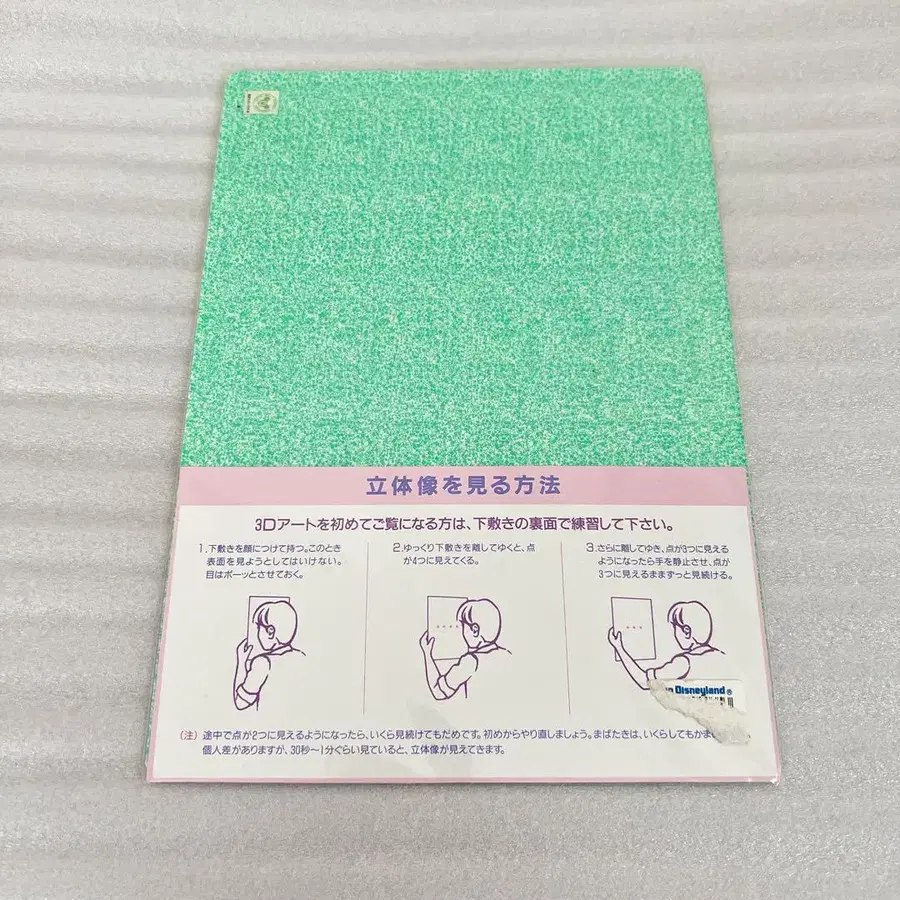 立体像を見る方法
3Dアートを初めてご覧になる方は、下敷きの裏面で練習して下さい。
1.下敷きを顔につけて持つ。このとき
表面を見ようとしてはいけない。
目はボーッとさせておく。
2.ゆっくり下敷きを離してゆくと、点
が4つに見えてくる。
3.さらに離してゆき、点が3つに見える
ようになったら手を静止させ、点が
3つに見えるままずっと見続ける。
Disneyland®
(注) 途中で点が2つに見えるようになったら、いくら見続けてもだめです。初めからやり直しましょう。まばたきは、いくらしてもかま
個人差がありますが、30秒〜1分ぐらい見ていると、立体像が見えてきます。